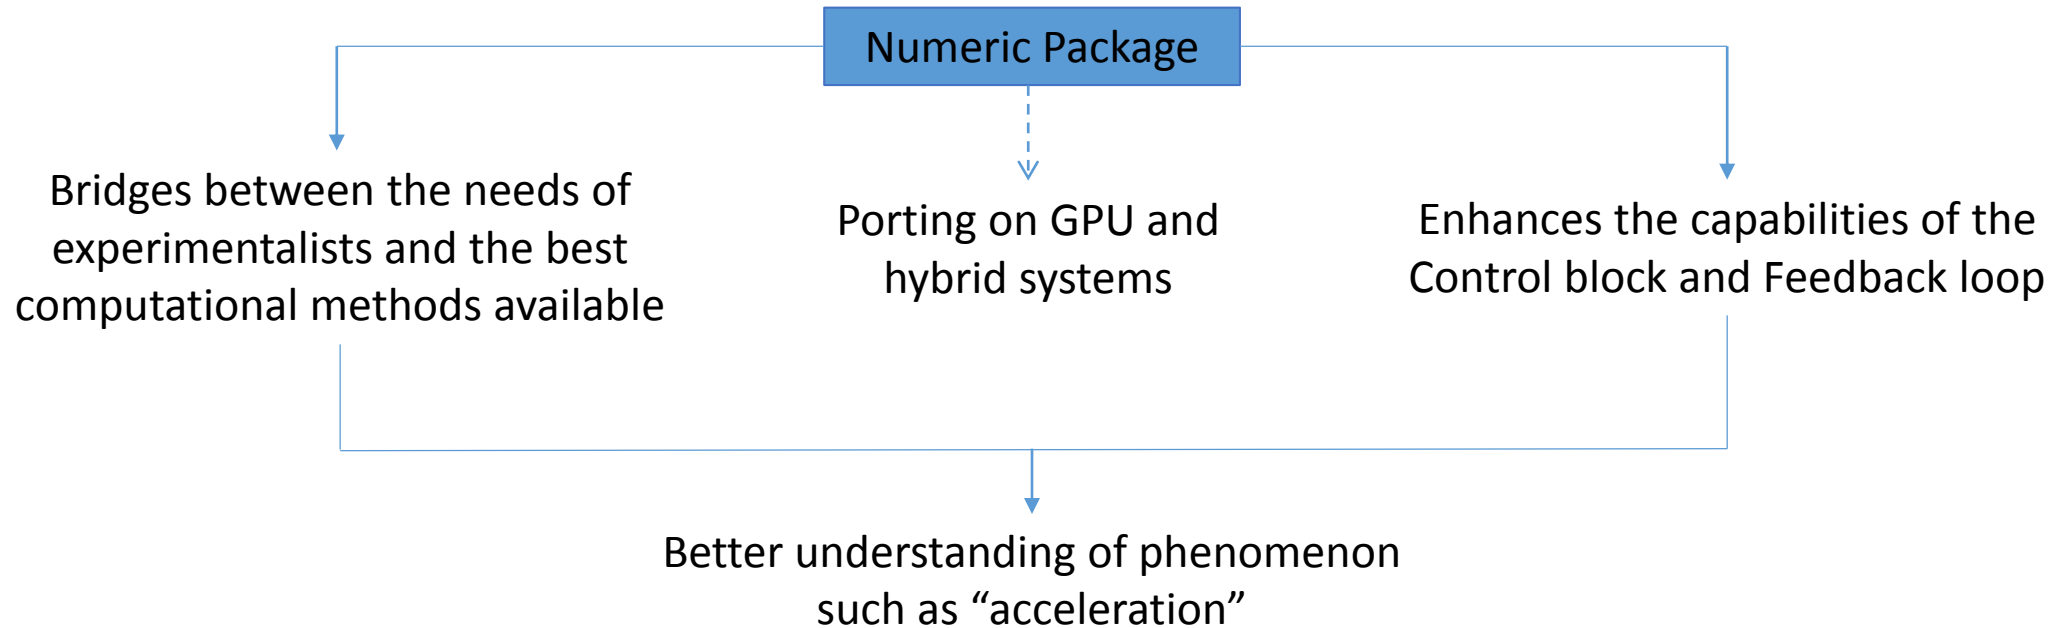 Numeric Package
Bridges between the needs of
experimentalists and the best
computational methods available
Porting on GPU and
hybrid systems
Enhances the capabilities of the
Control block and Feedback loop
Better understanding of phenomenon
such as “acceleration”